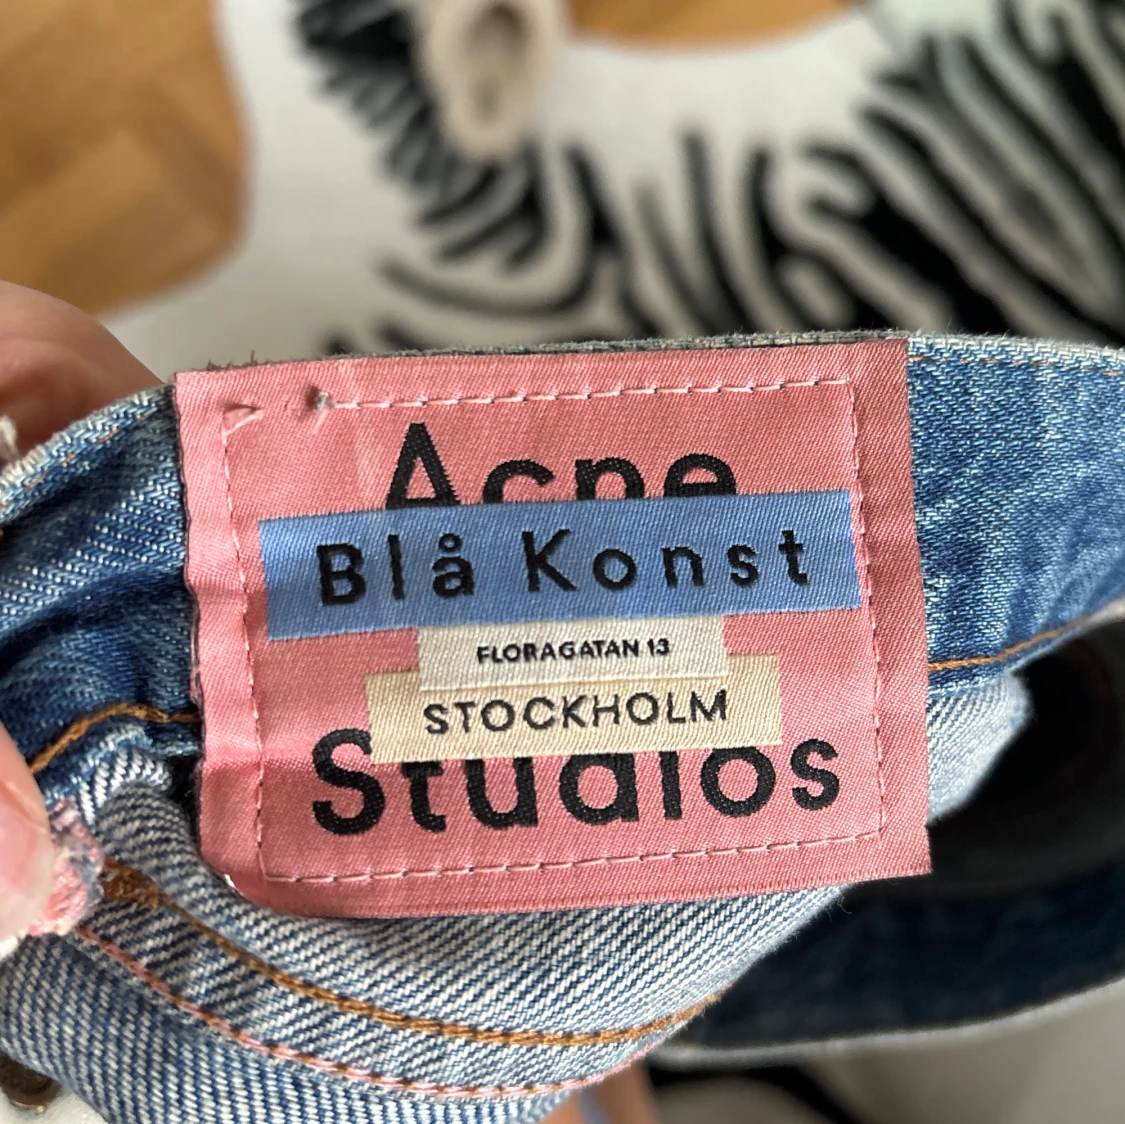 Acne
Blå Konst
FLORAGATAN 13
STOCKHOLM
Studios